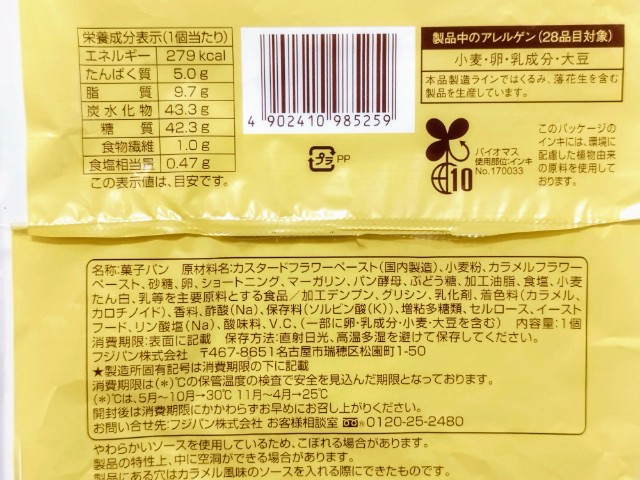 栄養成分表示(1個当たり)
エネルギー 279kcal
たんぱく質 5.0g
脂質 9.7g
炭水化物 43.3g
糖質 42.3g
食物繊維 1.0g
食塩相当量 0.47g
この表示値は、目安です。
4 902410 985259
プラ PP
製品中のアレルゲン(28品目対象)
小麦・卵・乳成分・大豆
本品製造ラインではくるみ、落花生を含む
製品を生産しています。
バイオマス
使用部位:インキ
No.170033
10
このパッケージの
インキには、環境に
配慮した植物由来
の原料を使用して
おります。
名称:菓子パン 原材料名:カスタードフラワーペースト(国内製造)、小麦粉、カラメルフラワー
ペースト、砂糖、卵、ショートニング、マーガリン、パン酵母、ぶどう糖、加工油脂、食塩、小麦
たん白、乳等を主要原料とする食品/加工デンプン、グリシン、乳化剤、着色料(カラメル、
カロチノイド)、香料、酢酸(Na)、保存料(ソルビン酸(K))、増粘多糖類、セルロース、イースト
フード、リン酸塩(Na)、酸味料、V.C、(一部に卵・乳成分・小麦・大豆を含む) 内容量:1個
消費期限:表面に記載 保存方法:直射日光、高温多湿を避けて保存してください。
フジパン株式会社 〒467-8651名古屋市瑞穂区松園町1-50
★製造所固有記号は消費期限の下に記載
消費期限は(*)℃の保管温度の検査で安全を見込んだ期限となっております。
(*)℃は、5月~10月→30℃ 11月~4月→25℃
開封後は消費期限にかかわらずお早めにお召し上がりください。
お問い合せ先:フジパン株式会社 お客様相談室 0120-25-2480
やわらかいソースを使用しているため、こぼれる場合があります。
製品の特性上、中に空洞ができる場合があります。
製品にある穴はカラメル風味のソースを入れる際にできたものです。